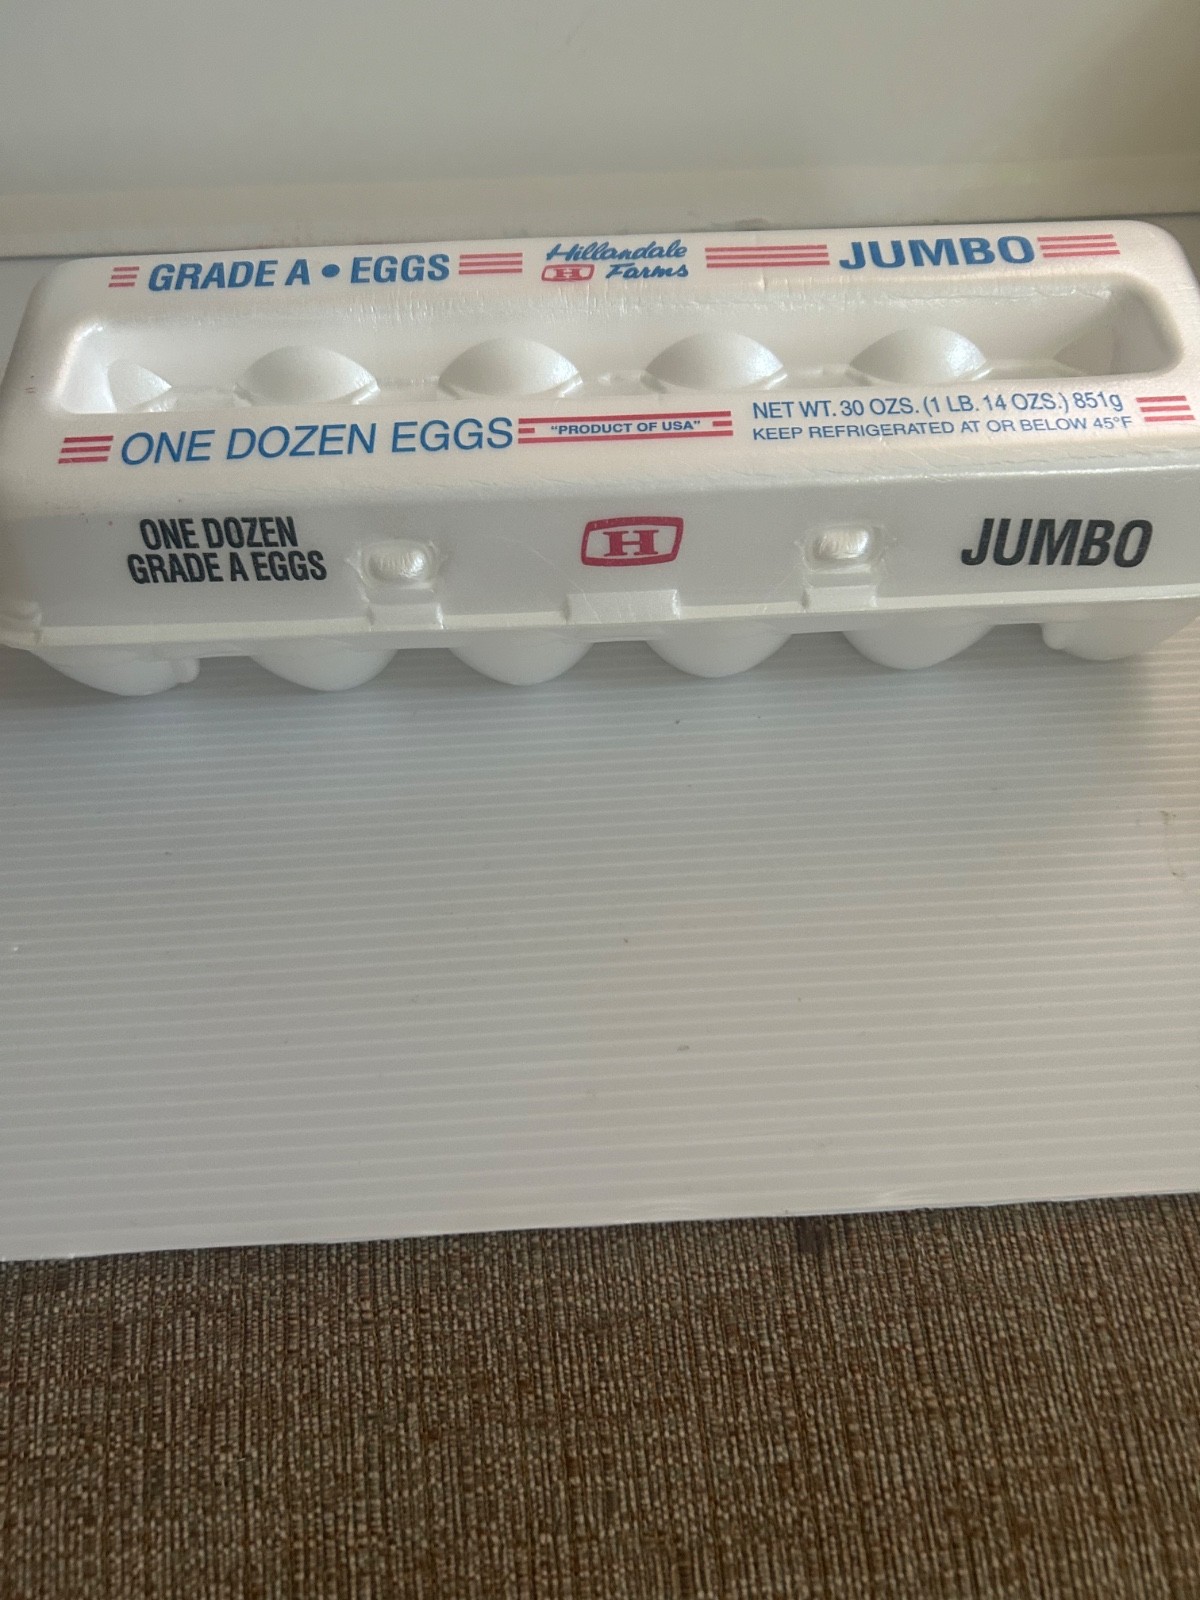 GRADE A • EGGS
Hillandale
H Farms
JUMBO
ONE DOZEN EGGS
"PRODUCT OF USA"
NET WT. 30 OZS. (1 LB. 14 OZS.) 851g
KEEP REFRIGERATED AT OR BELOW 45°F
ONE DOZEN
GRADE A EGGS
H
JUMBO